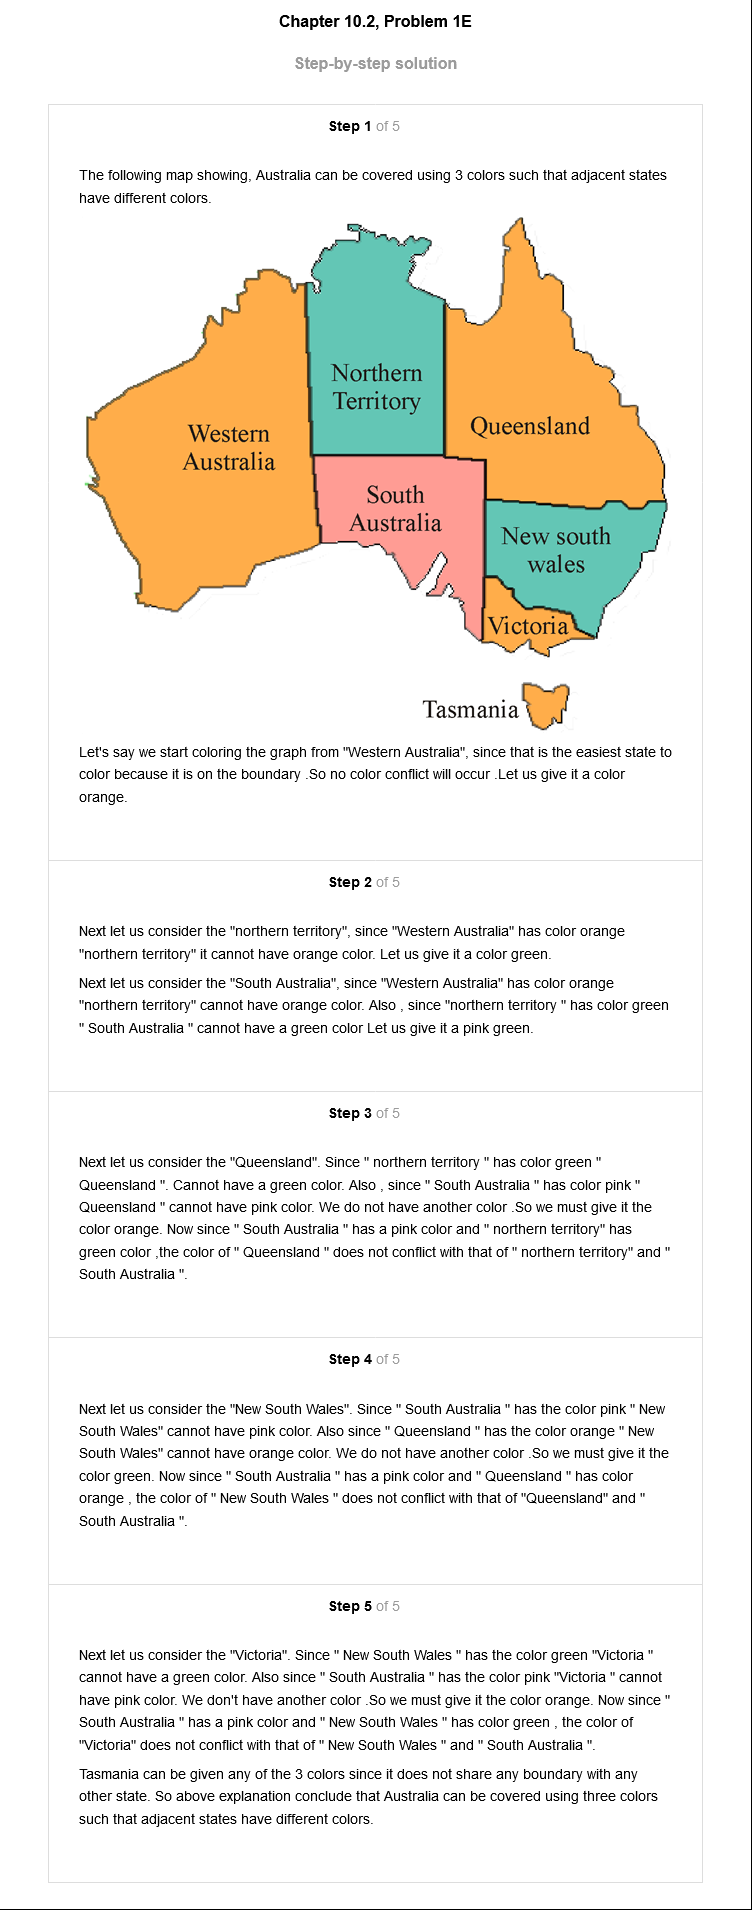 Chapter 10.2, Problem 1E
Step-by-step solution
Step 1 of 5
The following map showing, Australia can be covered using 3 colors such that adjacent states
have different colors.
Northern
Territory
Queensland
Western
Australia
South
Australia
New south
wales
Victoria
Tasmania
Let's say we start coloring the graph from "Western Australia", since that is the easiest state to
color because it is on the boundary .So no color conflict will occur .Let us give it a color
orange.
Step 2 of 5
Next let us consider the "northern territory", since "Western Australia" has color orange
"northern territory" it cannot have orange color. Let us give it a color green.
Next let us consider the "South Australia", since "Western Australia" has color orange
"northern territory" cannot have orange color. Also , since "northern territory " has color green
" South Australia " cannot have a green color Let us give it a pink green.
Step 3 of 5
Next let us consider the "Queensland". Since " northern territory " has color green "
Queensland ". Cannot have a green color. Also , since " South Australia " has color pink "
Queensland " cannot have pink color. We do not have another color .So we must give it the
color orange. Now since " South Australia " has a pink color and " northern territory" has
green color ,the color of " Queensland " does not conflict with that of " northern territory" and "
South Australia ".
Step 4 of 5
Next let us consider the "New South Wales". Since " South Australia " has the color pink " New
South Wales" cannot have pink color. Also since " Queensland " has the color orange " New
South Wales" cannot have orange color. We do not have another color .So we must give it the
color green. Now since " South Australia " has a pink color and " Queensland " has color
orange , the color of " New South Wales " does not conflict with that of "Queensland" and "
South Australia ".
Step 5 of 5
Next let us consider the "Victoria". Since " New South Wales " has the color green "Victoria "
cannot have a green color. Also since " South Australia " has the color pink "Victoria " cannot
have pink color. We don't have another color .So we must give it the color orange. Now since "
South Australia " has a pink color and " New South Wales " has color green , the color of
"Victoria" does not conflict with that of " New South Wales " and " South Australia ".
Tasmania can be given any of the 3 colors since it does not share any boundary with any
other state. So above explanation conclude that Australia can be covered using three colors
such that adjacent states have different colors.